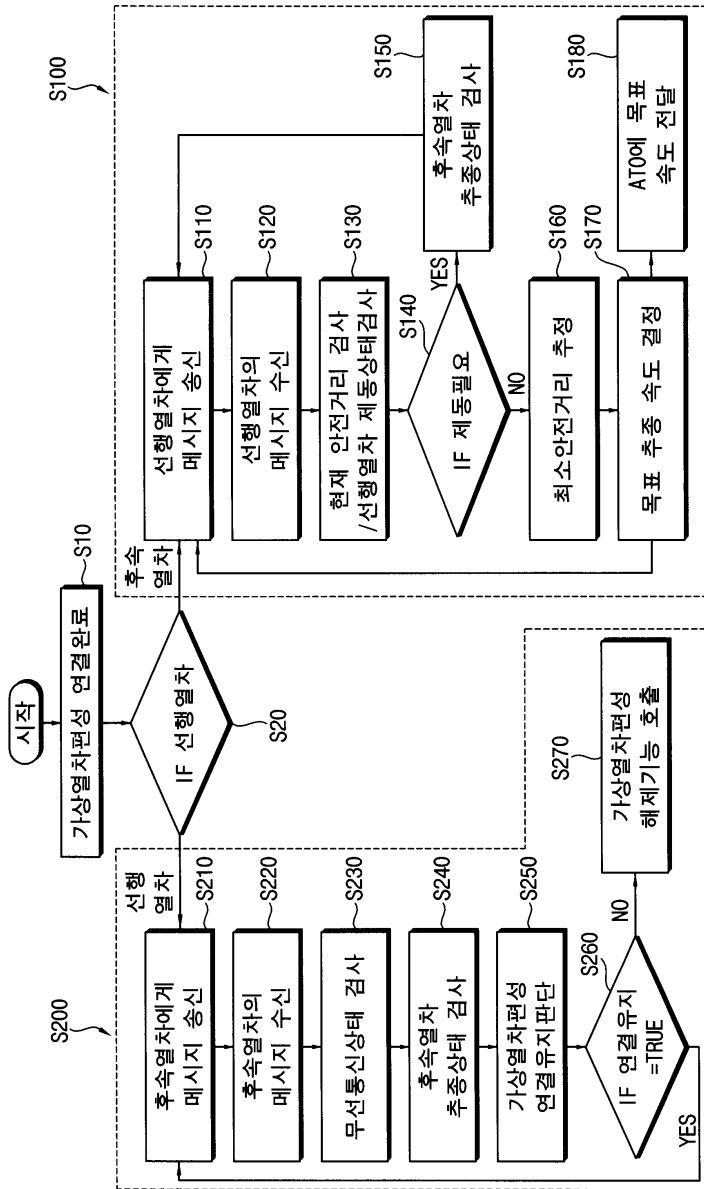 시작
가상열차편성 연결완료
S10
IF 선행열차
S20
선행
열차
후속
열차
S200
후속열차에게
메시지 송신
S210
후속열차의
메시지 수신
S220
무선통신상태 검사
S230
후속열차
추종상태 검사
S240
가상열차편성
연결유지판단
S250
IF 연결유지
=TRUE
S260
YES
NO
가상열차편성
해제기능 호출
S270
S100
선행열차에게
메시지 송신
S110
선행열차의
메시지 수신
S120
현재 안전거리 검사
/선행열차 제동상태검사
S130
IF 제동필요
S140
YES
NO
후속열차
추종상태 검사
S150
최소안전거리 추정
S160
목표 추종 속도 결정
S170
ATO에 목표
속도 전달
S180